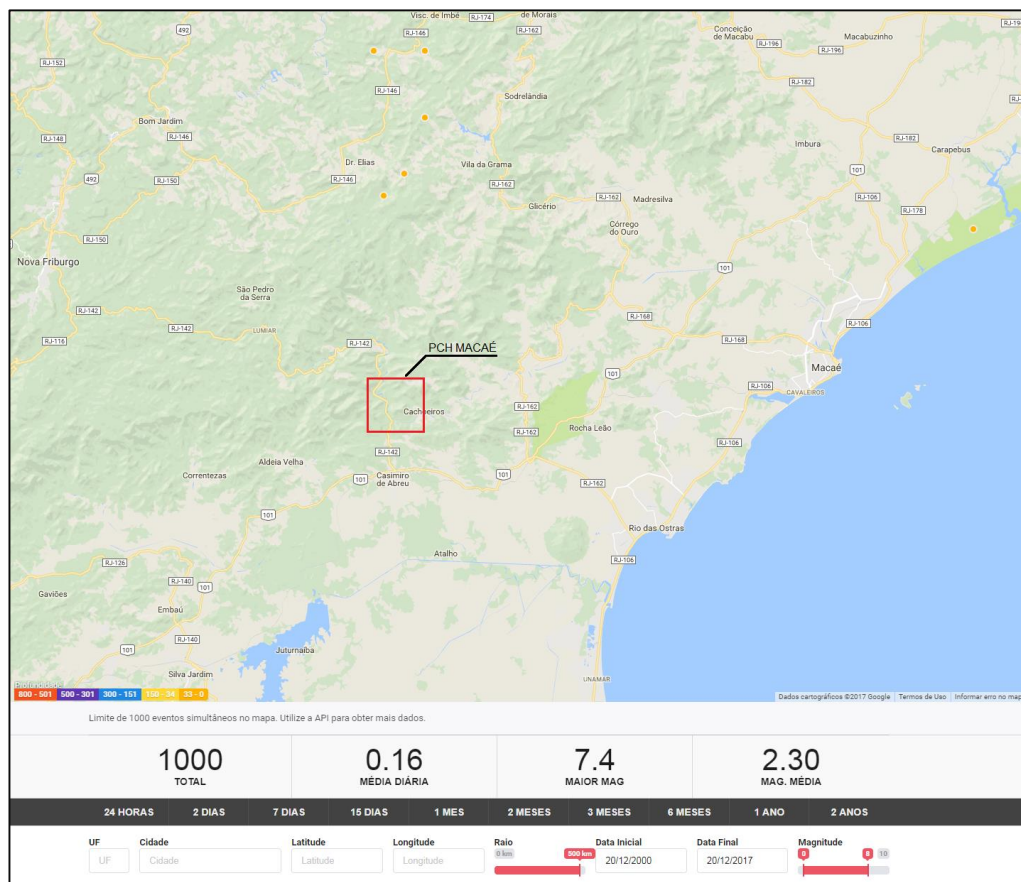 Visc. de Imbé
RJ-174
de Morais
492
RJ-146
RJ-162
Conceição
de Macabu
RJ-196
Macabuzinho
RJ-196
RJ-152
RJ-182
RJ-146
Sodrelândia
Bom Jardim
RJ-146
RJ-148
RJ-182
Imbura
Carapebus
Dr. Elias
Vila da Grama
492
RJ-150
RJ-146
RJ-162
101
RJ-106
Glicério
RJ-162
Madresilva
RJ-178
Córrego
do Ouro
RJ-150
Nova Friburgo
101
São Pedro
da Serra
RJ-142
RJ-142
LUMIAR
RJ-168
RJ-106
RJ-116
RJ-142
RJ-168
PCH MACAÉ
Macaé
101
RJ-106
CAVALEIROS
Cachoeiros
RJ-162
RJ-162
Rocha Leão
RJ-106
RJ-142
Aldeia Velha
Correntezas
101
Casimiro
de Abreu
101
RJ-162
101
Rio das Ostras
Atalho
RJ-106
RJ-126
RJ-140
101
Gaviões
Embaú
RJ-140
101
Juturnaíba
Silva Jardim
UNAMAR
Profundidade
800 - 501 500 - 301 300 - 151 150 - 34 33 - 0
Dados cartográficos ©2017 Google Termos de Uso Informar erro no map
Limite de 1000 eventos simultâneos no mapa. Utilize a API para obter mais dados.
1000 0.16 7.4 2.30
TOTAL MÉDIA DIÁRIA MAIOR MAG MAG. MÉDIA
24 HORAS 2 DIAS 7 DIAS 15 DIAS 1 MES 2 MESES 3 MESES 6 MESES 1 ANO 2 ANOS
UF Cidade Latitude Longitude Raio Data Inicial Data Final Magnitude
0 km 500 km 0 8 10
UF Cidade Latitude Longitude 20/12/2000 20/12/2017